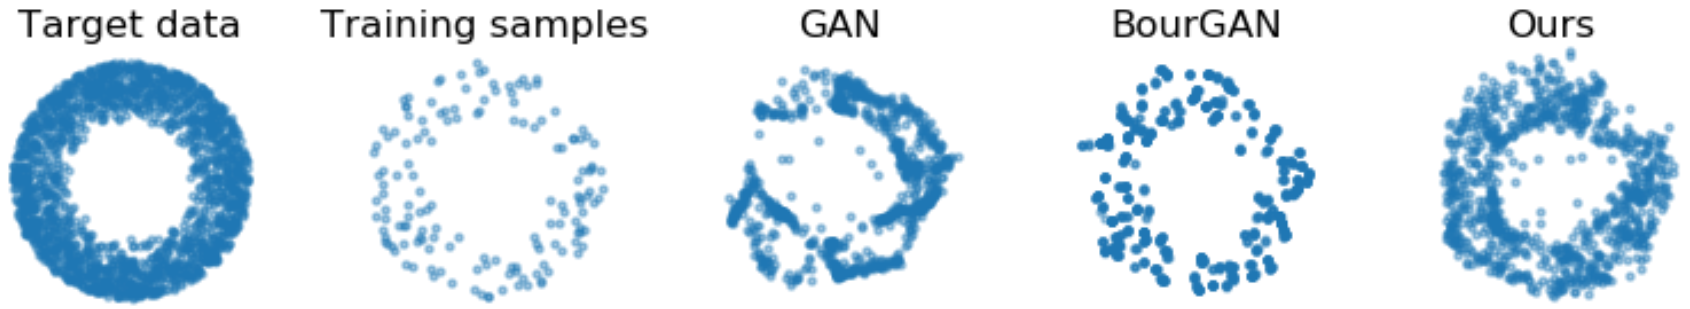 Target data
Training samples
GAN
BourGAN
Ours